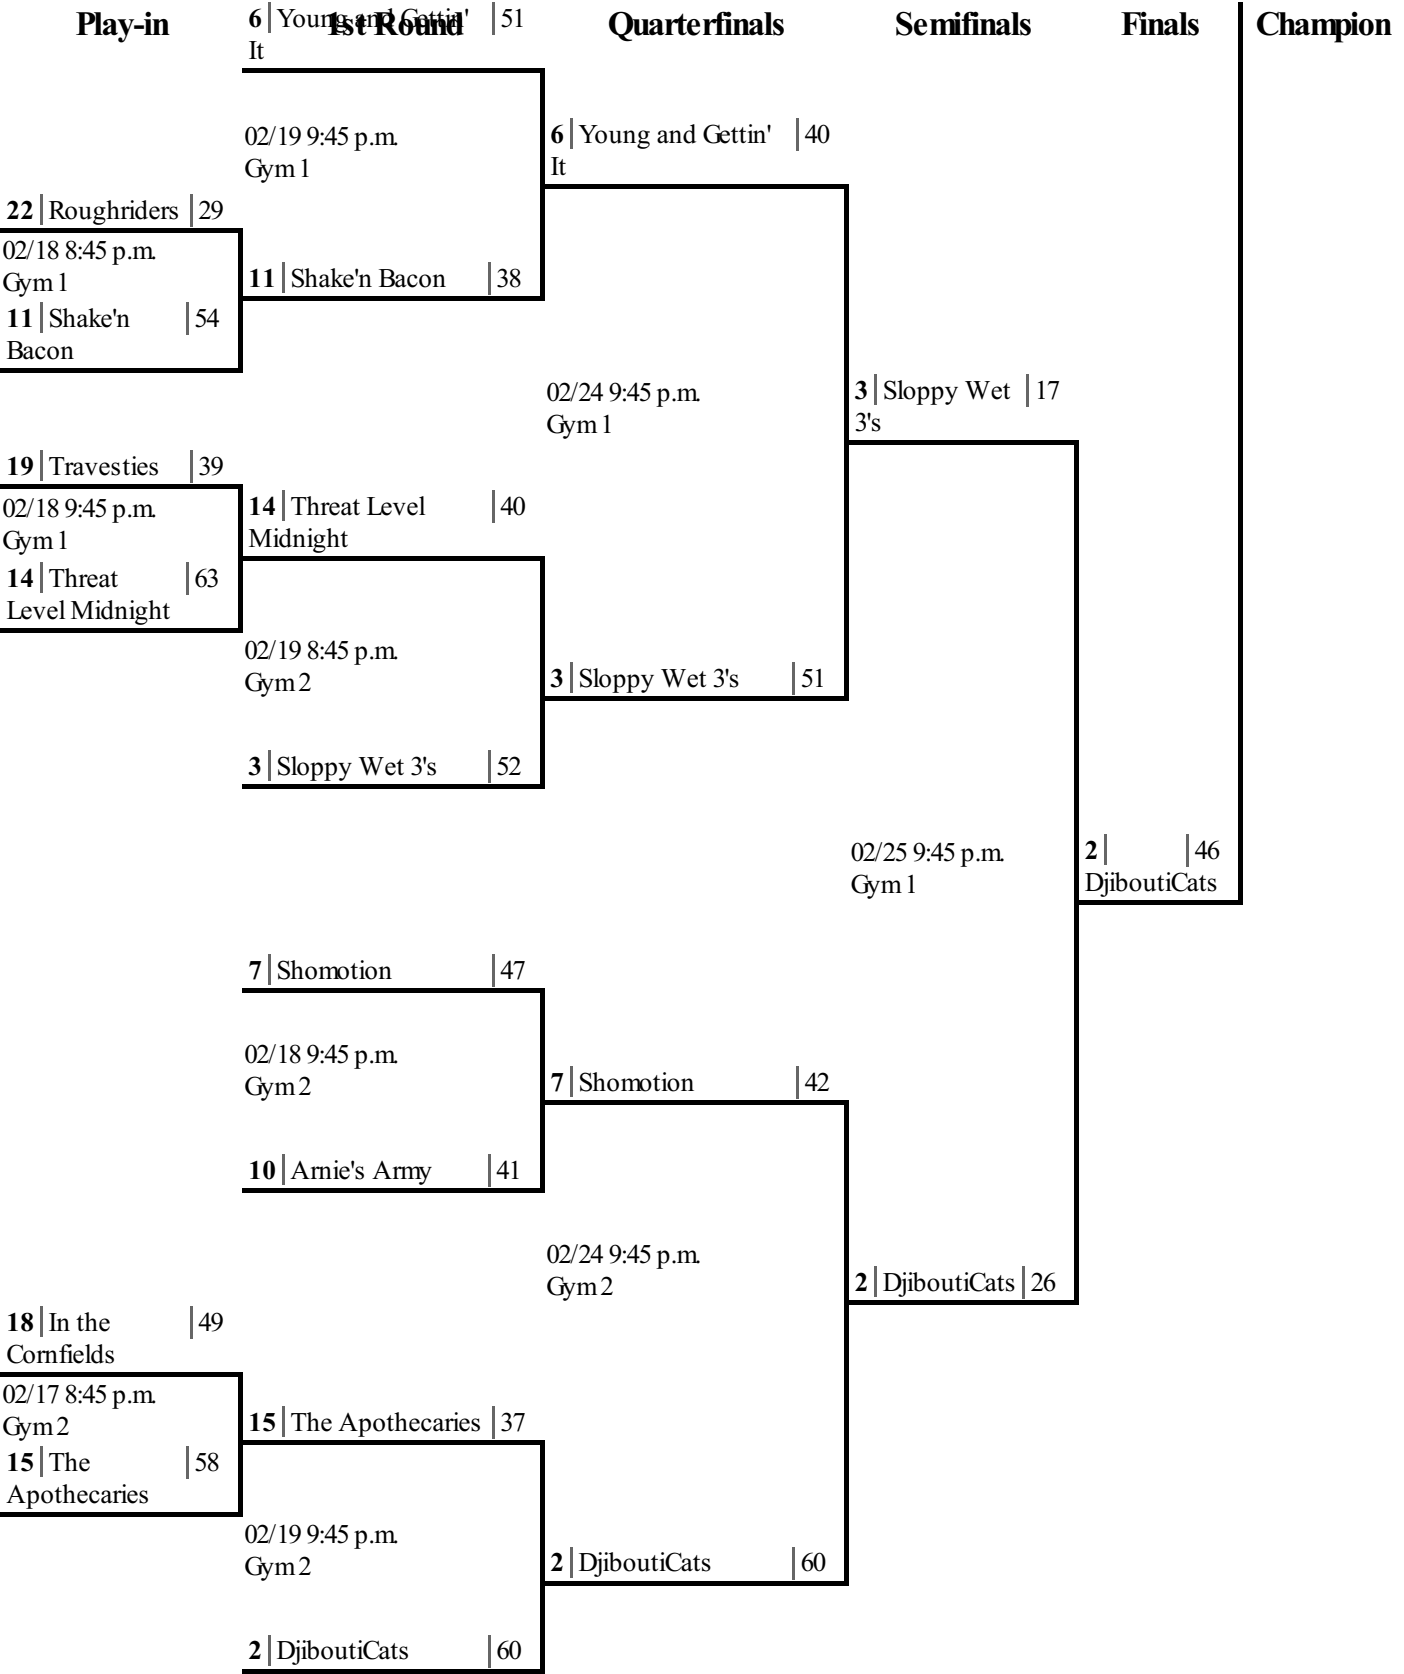 Play-in 1st Round Quarterfinals Semifinals Finals Champion
6 Young and Gettin' 51
It
02/19 9:45 p.m.
Gym 1
6 Young and Gettin' 40
It
22 Roughriders 29
02/18 8:45 p.m.
Gym 1
11 Shake'n Bacon 38
11 Shake'n 54
Bacon
02/24 9:45 p.m.
Gym 1
3 Sloppy Wet 17
3's
19 Travesties 39
02/18 9:45 p.m.
Gym 1
14 Threat Level 40
Midnight
14 Threat 63
Level Midnight
02/19 8:45 p.m.
Gym 2
3 Sloppy Wet 3's 51
3 Sloppy Wet 3's 52
02/25 9:45 p.m.
Gym 1
2 46
DjiboutiCats
7 Shomotion 47
02/18 9:45 p.m.
Gym 2
7 Shomotion 42
10 Arnie's Army 41
02/24 9:45 p.m.
Gym 2
2 DjiboutiCats 26
18 In the 49
Cornfields
02/17 8:45 p.m.
Gym 2
15 The Apothecaries 37
15 The 58
Apothecaries
02/19 9:45 p.m.
Gym 2
2 DjiboutiCats 60
2 DjiboutiCats 60